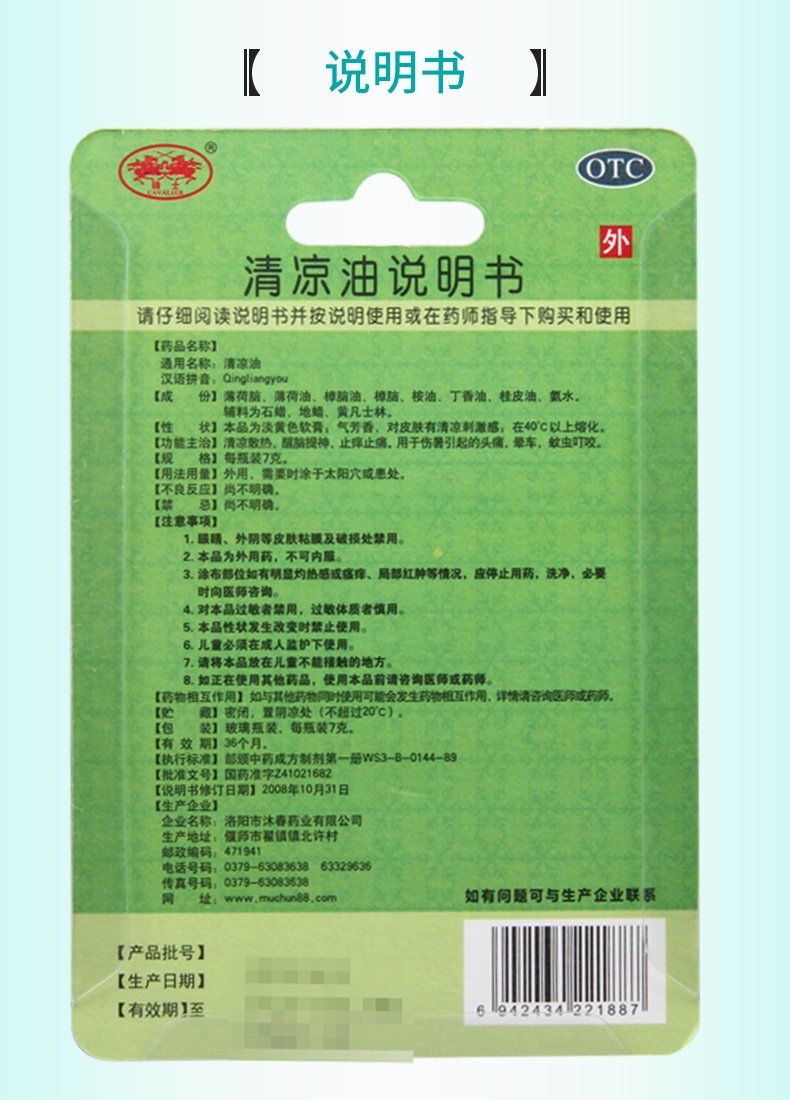 【 说明书 】
骑士
CAVALIER
®
OTC
外
清凉油说明书
请仔细阅读说明书并按说明使用或在药师指导下购买和使用
【药品名称】
通用名称：清凉油
汉语拼音：Qingliangyou
【成　　份】薄荷脑、薄荷油、樟脑油、樟脑、桉油、丁香油、桂皮油、氨水。
辅料为石蜡、地蜡、黄凡士林。
【性　　状】本品为淡黄色软膏；气芳香，对皮肤有清凉刺激感；在40℃以上熔化。
【功能主治】清凉散热，醒脑提神，止痒止痛。用于伤暑引起的头痛，晕车，蚊虫叮咬。
【规　　格】每瓶装7克。
【用法用量】外用，需要时涂于太阳穴或患处。
【不良反应】尚不明确。
【禁　　忌】尚不明确。
【注意事项】
1. 眼睛、外阴等皮肤粘膜及破损处禁用。
2. 本品为外用药，不可内服。
3. 涂布部位如有明显灼热感或瘙痒、局部红肿等情况，应停止用药，洗净，必要
时向医师咨询。
4. 对本品过敏者禁用，过敏体质者慎用。
5. 本品性状发生改变时禁止使用。
6. 儿童必须在成人监护下使用。
7. 请将本品放在儿童不能接触的地方。
8. 如正在使用其他药品，使用本品前请咨询医师或药师。
【药物相互作用】如与其他药物同时使用可能会发生药物相互作用，详情请咨询医师或药师。
【贮　　藏】密闭，置阴凉处（不超过20℃）。
【包　　装】玻璃瓶装，每瓶装7克。
【有 效 期】36个月。
【执行标准】部颁中药成方制剂第一册WS3-B-0144-89
【批准文号】国药准字Z41021682
【说明书修订日期】2008年10月31日
【生产企业】
企业名称：洛阳市沐春药业有限公司
生产地址：偃师市翟镇镇北许村
邮政编码：471941
电话号码：0379-63083638　63329636
传真号码：0379-63083638
网　　址：www.muchun88.com
如有问题可与生产企业联系
【产品批号】
【生产日期】
【有效期】至
6 942434 221887